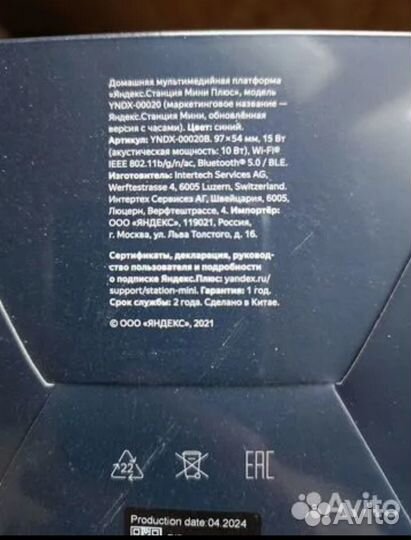 Домашняя мультимедийная платформа
«Яндекс.Станция Мини Плюс», модель
YNDX-00020 (маркетинговое название —
Яндекс.Станция Мини, обновлённая
версия с часами). Цвет: синий.
Артикул: YNDX-00020B. 97×54 мм, 15 Вт
(акустическая мощность: 10 Вт), Wi-Fi®
IEEE 802.11b/g/n/ac, Bluetooth® 5.0 / BLE.
Изготовитель: Intertech Services AG,
Werftestrasse 4, 6005 Luzern, Switzerland.
Интертех Сервисез АГ, Швейцария, 6005,
Люцерн, Верфтештрассе, 4. Импортёр:
ООО «ЯНДЕКС», 119021, Россия,
г. Москва, ул. Льва Толстого, д. 16.
Сертификаты, декларация, руковод-
ство пользователя и подробности
о подписке Яндекс.Плюс: yandex.ru/
support/station-mini. Гарантия: 1 год.
Срок службы: 2 года. Сделано в Китае.
© ООО «ЯНДЕКС», 2021
22
EAC
Production date:04.2024
Avito